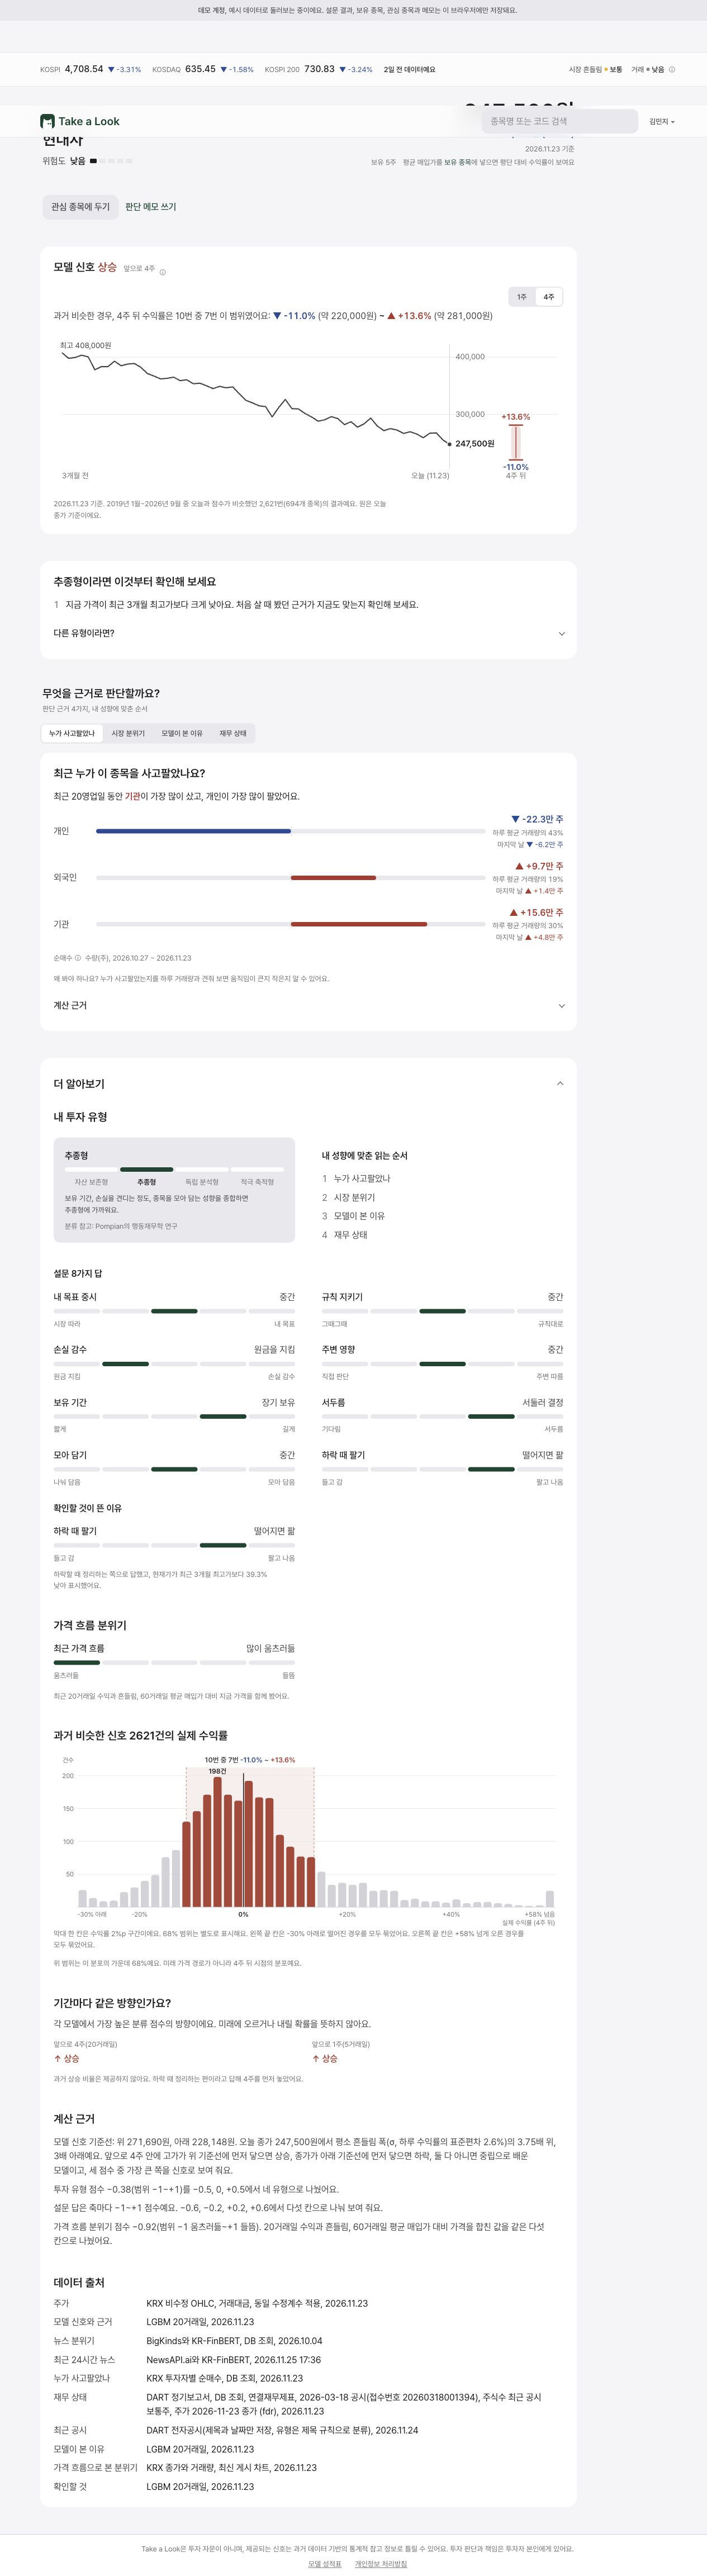 데모 계정, 예시 데이터로 둘러보는 중이에요. 설문 결과, 보유 종목, 관심 종목과 메모는 이 브라우저에만 저장돼요.
KOSPI 4,708.54 ▼ -3.31% KOSDAQ 635.45 ▼ -1.58% KOSPI 200 730.83 ▼ -3.24% 2일 전 데이터예요 시장 흔들림 보통 거래 낮음 ⓘ
Take a Look 종목명 또는 코드 검색 김민지
현대차
2026.11.23 기준
위험도 낮음 보유 5주 평균 매입가를 보유 종목에 넣으면 평단 대비 수익률이 보여요
관심 종목에 두기 판단 메모 쓰기
모델 신호 상승 앞으로 4주 ⓘ
1주 4주
과거 비슷한 경우, 4주 뒤 수익률은 10번 중 7번 이 범위였어요: ▼ -11.0% (약 220,000원) ~ ▲ +13.6% (약 281,000원)
최고 408,000원
400,000
300,000
+13.6%
247,500원
-11.0%
3개월 전 오늘 (11.23) 4주 뒤
2026.11.23 기준. 2019년 1월~2026년 9월 중 오늘과 점수가 비슷했던 2,621번(694개 종목)의 결과예요. 원은 오늘
종가 기준이에요.
추종형이라면 이것부터 확인해 보세요
1 지금 가격이 최근 3개월 최고가보다 크게 낮아요. 처음 살 때 봤던 근거가 지금도 맞는지 확인해 보세요.
다른 유형이라면?
무엇을 근거로 판단할까요?
판단 근거 4가지, 내 성향에 맞춘 순서
누가 사고팔았나 시장 분위기 모델이 본 이유 재무 상태
최근 누가 이 종목을 사고팔았나요?
최근 20영업일 동안 기관이 가장 많이 샀고, 개인이 가장 많이 팔았어요.
개인 ▼ -22.3만 주
하루 평균 거래량의 43%
마지막 날 ▼ -6.2만 주
외국인 ▲ +9.7만 주
하루 평균 거래량의 19%
마지막 날 ▲ +1.4만 주
기관 ▲ +15.6만 주
하루 평균 거래량의 30%
마지막 날 ▲ +4.8만 주
순매수 ⓘ 수량(주), 2026.10.27 ~ 2026.11.23
왜 봐야 하나요? 누가 사고팔았는지를 하루 거래량과 견줘 보면 움직임이 큰지 작은지 알 수 있어요.
계산 근거
더 알아보기
내 투자 유형
추종형
자산 보존형 추종형 독립 분석형 적극 축적형
보유 기간, 손실을 견디는 정도, 종목을 모아 담는 성향을 종합하면
추종형에 가까워요.
분류 참고: Pompian의 행동재무학 연구
내 성향에 맞춘 읽는 순서
1 누가 사고팔았나
2 시장 분위기
3 모델이 본 이유
4 재무 상태
설문 8가지 답
내 목표 중시 중간 규칙 지키기 중간
시장 따라 내 목표 그때그때 규칙대로
손실 감수 원금을 지킴 주변 영향 중간
원금 지킴 손실 감수 직접 판단 주변 따름
보유 기간 장기 보유 서두름 서둘러 결정
짧게 길게 기다림 서두름
모아 담기 중간 하락 때 팔기 떨어지면 팖
나눠 담음 모아 담음 들고 감 팔고 나옴
확인할 것이 뜬 이유
하락 때 팔기 떨어지면 팖
들고 감 팔고 나옴
하락할 때 정리하는 쪽으로 답했고, 현재가가 최근 3개월 최고가보다 39.3%
낮아 표시했어요.
가격 흐름 분위기
최근 가격 흐름 많이 움츠러듦
움츠러듦 들뜸
최근 20거래일 수익과 흔들림, 60거래일 평균 매입가 대비 지금 가격을 함께 봤어요.
과거 비슷한 신호 2621건의 실제 수익률
건수 10번 중 7번 -11.0% ~ +13.6%
198건
200
150
100
50
-30% 아래 -20% 0% +20% +40% +58% 넘음
실제 수익률 (4주 뒤)
막대 한 칸은 수익률 2%p 구간이에요. 68% 범위는 별도로 표시해요. 왼쪽 끝 칸은 -30% 아래로 떨어진 경우를 모두 묶었어요. 오른쪽 끝 칸은 +58% 넘게 오른 경우를
모두 묶었어요.
위 범위는 이 분포의 가운데 68%예요. 미래 가격 경로가 아니라 4주 뒤 시점의 분포예요.
기간마다 같은 방향인가요?
각 모델에서 가장 높은 분류 점수의 방향이에요. 미래에 오르거나 내릴 확률을 뜻하지 않아요.
앞으로 4주(20거래일) 앞으로 1주(5거래일)
↑ 상승 ↑ 상승
과거 상승 비율은 제공하지 않아요. 하락 때 정리하는 편이라고 답해 4주를 먼저 놓았어요.
계산 근거
모델 신호 기준선: 위 271,690원, 아래 228,148원. 오늘 종가 247,500원에서 평소 흔들림 폭(σ, 하루 수익률의 표준편차 2.6%)의 3.75배 위,
3배 아래예요. 앞으로 4주 안에 고가가 위 기준선에 먼저 닿으면 상승, 종가가 아래 기준선에 먼저 닿으면 하락, 둘 다 아니면 중립으로 배운
모델이고, 세 점수 중 가장 큰 쪽을 신호로 보여 줘요.
투자 유형 점수 −0.38(범위 −1~+1)를 −0.5, 0, +0.5에서 네 유형으로 나눴어요.
설문 답은 축마다 −1~+1 점수예요. −0.6, −0.2, +0.2, +0.6에서 다섯 칸으로 나눠 보여 줘요.
가격 흐름 분위기 점수 −0.92(범위 −1 움츠러듦~+1 들뜸). 20거래일 수익과 흔들림, 60거래일 평균 매입가 대비 가격을 합친 값을 같은 다섯
칸으로 나눴어요.
데이터 출처
주가 KRX 비수정 OHLC, 거래대금, 동일 수정계수 적용, 2026.11.23
모델 신호와 근거 LGBM 20거래일, 2026.11.23
뉴스 분위기 BigKinds와 KR-FinBERT, DB 조회, 2026.10.04
최근 24시간 뉴스 NewsAPI.ai와 KR-FinBERT, 2026.11.25 17:36
누가 사고팔았나 KRX 투자자별 순매수, DB 조회, 2026.11.23
재무 상태 DART 정기보고서, DB 조회, 연결재무제표, 2026-03-18 공시(접수번호 20260318001394), 주식수 최근 공시
보통주, 주가 2026-11-23 종가 (fdr), 2026.11.23
최근 공시 DART 전자공시(제목과 날짜만 저장, 유형은 제목 규칙으로 분류), 2026.11.24
모델이 본 이유 LGBM 20거래일, 2026.11.23
가격 흐름으로 본 분위기 KRX 종가와 거래량, 최신 게시 차트, 2026.11.23
확인할 것 LGBM 20거래일, 2026.11.23
Take a Look은 투자 자문이 아니며, 제공되는 신호는 과거 데이터 기반의 통계적 참고 정보로 틀릴 수 있어요. 투자 판단과 책임은 투자자 본인에게 있어요.
모델 성적표 개인정보 처리방침